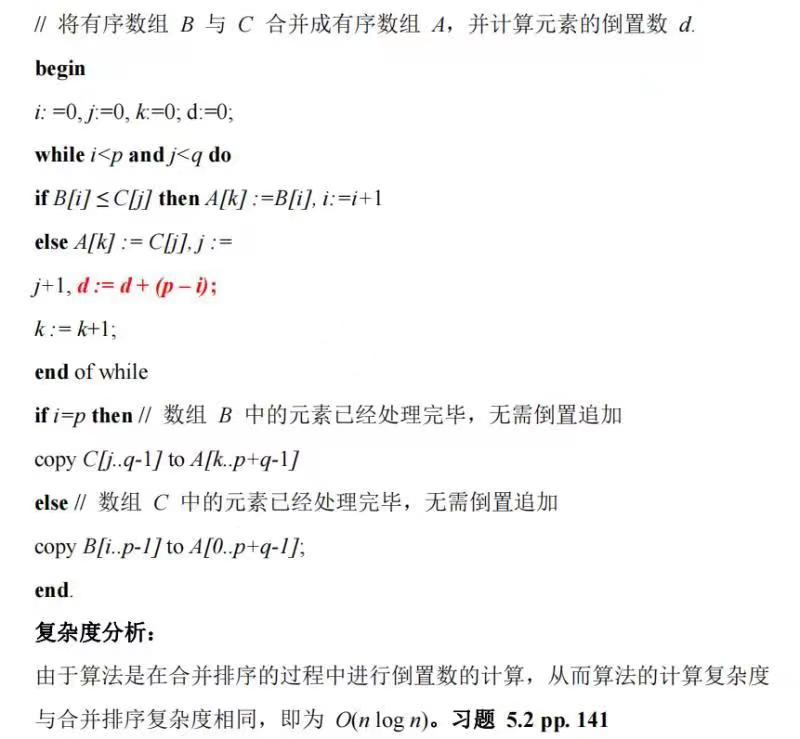 // 将有序数组 B 与 C 合并成有序数组 A，并计算元素的倒置数 d.
begin
i: =0, j:=0, k:=0; d:=0;
while i<p and j<q do
if B[i] ≤ C[j] then A[k] :=B[i], i:=i+1
else A[k] := C[j], j :=
j+1, d := d + (p – i);
k := k+1;
end of while
if i=p then // 数组 B 中的元素已经处理完毕，无需倒置追加
copy C[j..q-1] to A[k..p+q-1]
else // 数组 C 中的元素已经处理完毕，无需倒置追加
copy B[i..p-1] to A[0..p+q-1];
end.
复杂度分析：
由于算法是在合并排序的过程中进行倒置数的计算，从而算法的计算复杂度
与合并排序复杂度相同，即为 O(n log n)。习题 5.2 pp. 141